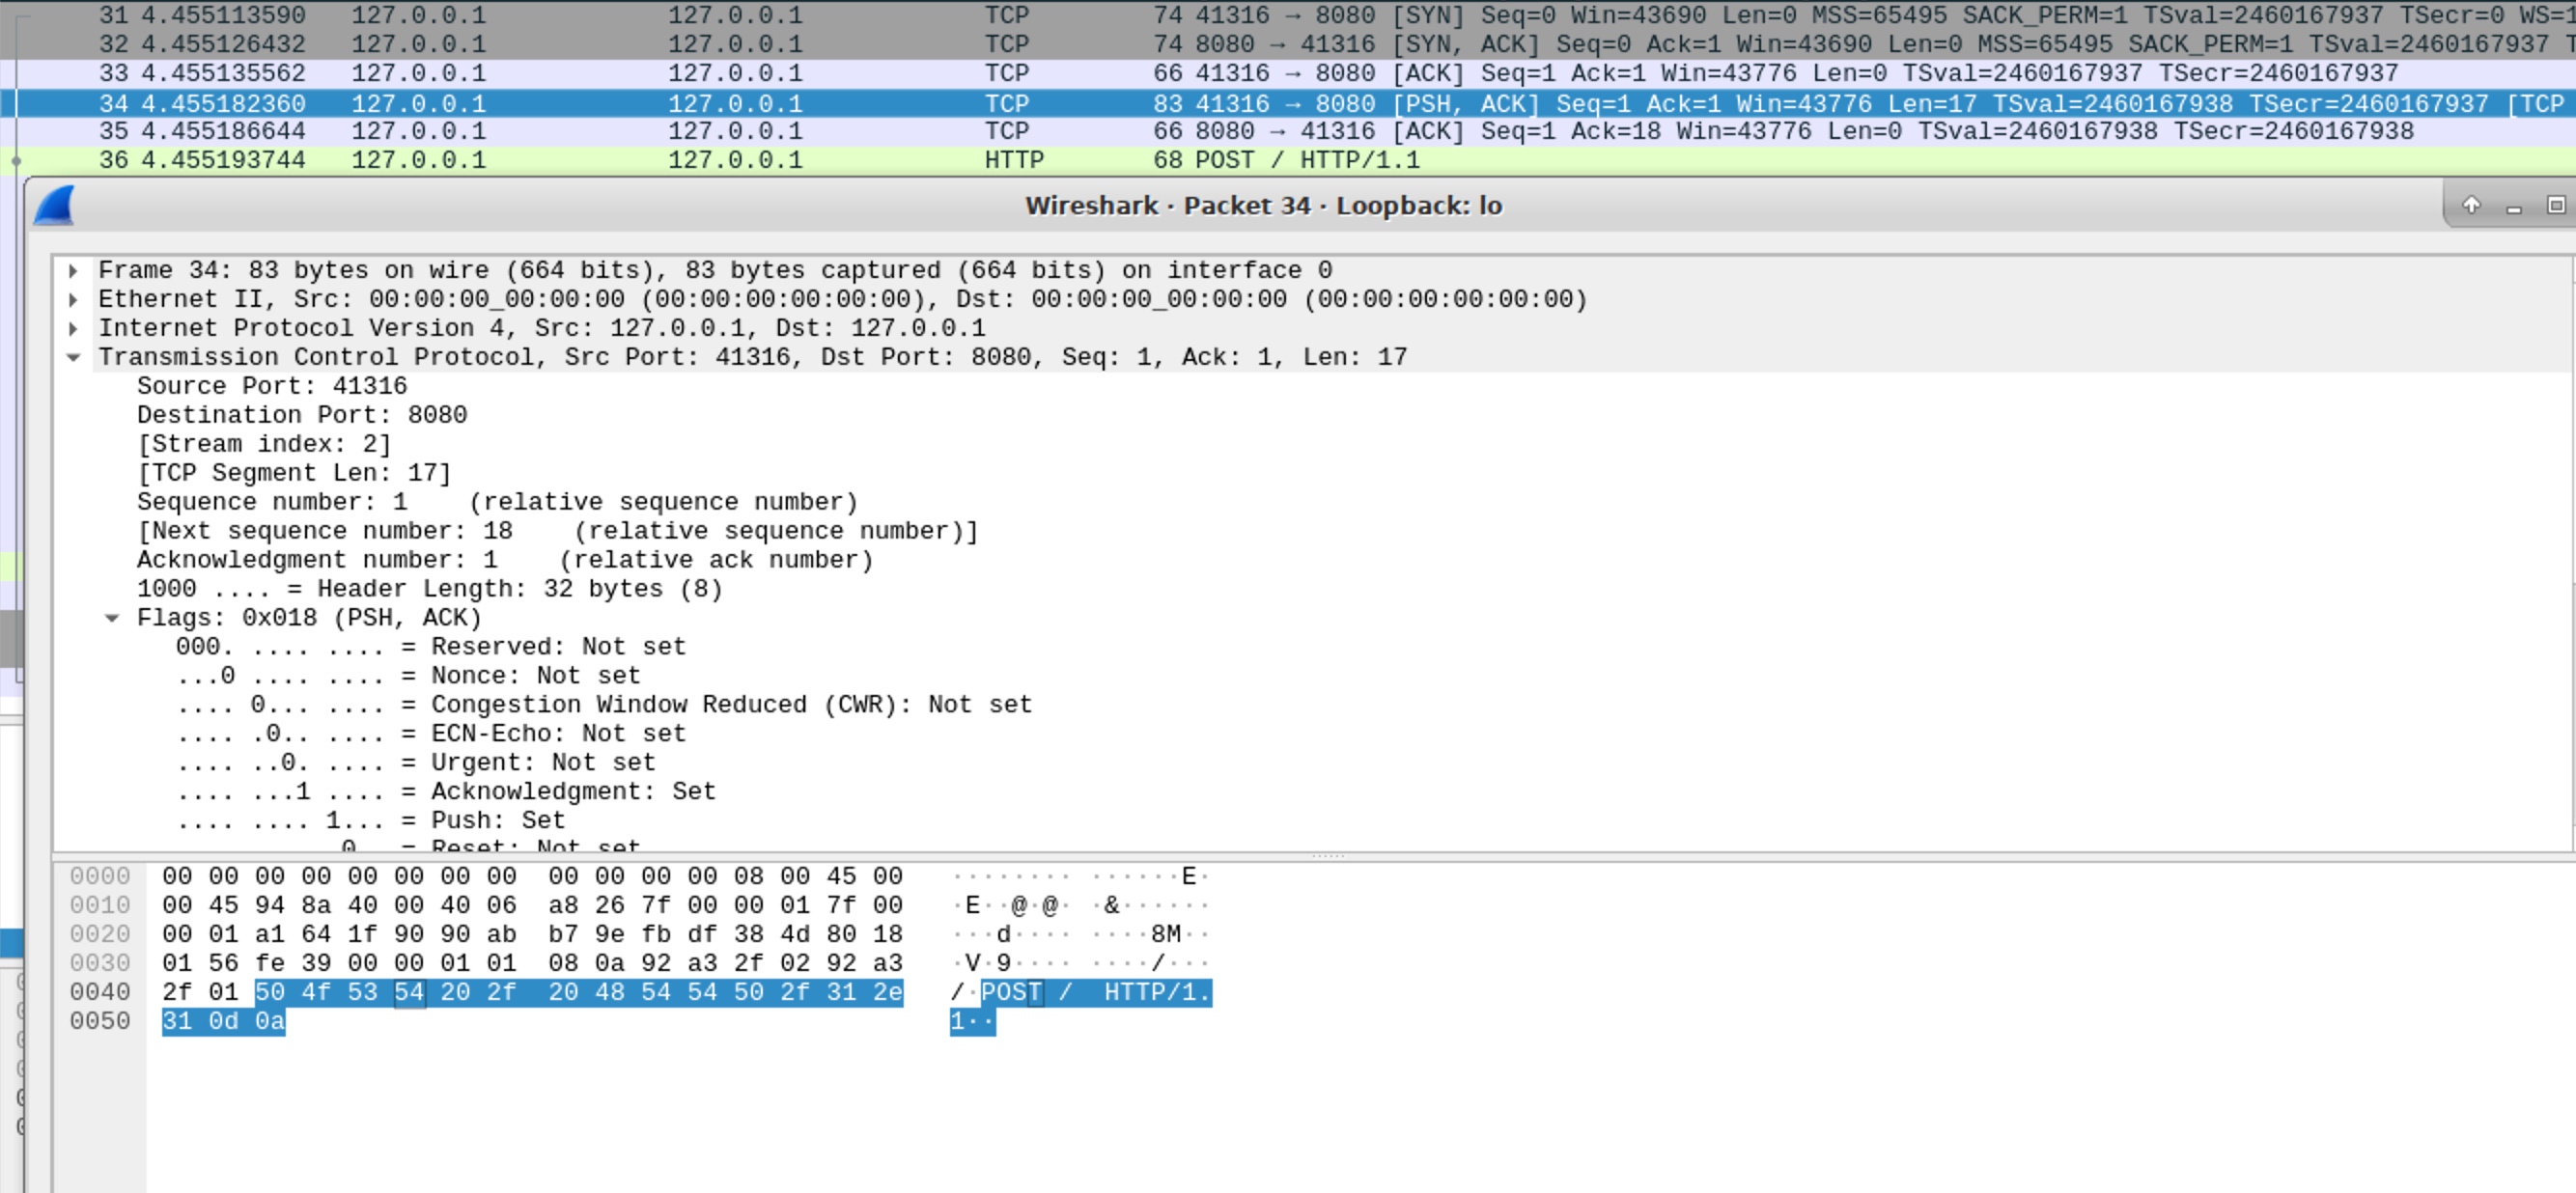 31 4.455113590 127.0.0.1 127.0.0.1 TCP 74 41316 → 8080 [SYN] Seq=0 Win=43690 Len=0 MSS=65495 SACK_PERM=1 TSval=2460167937 TSecr=0 WS=1
32 4.455126432 127.0.0.1 127.0.0.1 TCP 74 8080 → 41316 [SYN, ACK] Seq=0 Ack=1 Win=43690 Len=0 MSS=65495 SACK_PERM=1 TSval=2460167937 T
33 4.455135562 127.0.0.1 127.0.0.1 TCP 66 41316 → 8080 [ACK] Seq=1 Ack=1 Win=43776 Len=0 TSval=2460167937 TSecr=2460167937
34 4.455182360 127.0.0.1 127.0.0.1 TCP 83 41316 → 8080 [PSH, ACK] Seq=1 Ack=1 Win=43776 Len=17 TSval=2460167938 TSecr=2460167937 [TCP
35 4.455186644 127.0.0.1 127.0.0.1 TCP 66 8080 → 41316 [ACK] Seq=1 Ack=18 Win=43776 Len=0 TSval=2460167938 TSecr=2460167938
36 4.455193744 127.0.0.1 127.0.0.1 HTTP 68 POST / HTTP/1.1
Wireshark · Packet 34 · Loopback: lo
Frame 34: 83 bytes on wire (664 bits), 83 bytes captured (664 bits) on interface 0
Ethernet II, Src: 00:00:00_00:00:00 (00:00:00:00:00:00), Dst: 00:00:00_00:00:00 (00:00:00:00:00:00)
Internet Protocol Version 4, Src: 127.0.0.1, Dst: 127.0.0.1
Transmission Control Protocol, Src Port: 41316, Dst Port: 8080, Seq: 1, Ack: 1, Len: 17
Source Port: 41316
Destination Port: 8080
[Stream index: 2]
[TCP Segment Len: 17]
Sequence number: 1 (relative sequence number)
[Next sequence number: 18 (relative sequence number)]
Acknowledgment number: 1 (relative ack number)
1000 .... = Header Length: 32 bytes (8)
Flags: 0x018 (PSH, ACK)
000. .... .... = Reserved: Not set
...0 .... .... = Nonce: Not set
.... 0... .... = Congestion Window Reduced (CWR): Not set
.... .0.. .... = ECN-Echo: Not set
.... ..0. .... = Urgent: Not set
.... ...1 .... = Acknowledgment: Set
.... .... 1... = Push: Set
0 = Reset: Not set
0000 00 00 00 00 00 00 00 00 00 00 00 00 08 00 45 00 ········ ······E·
0010 00 45 94 8a 40 00 40 06 a8 26 7f 00 00 01 7f 00 ·E··@·@· ·&······
0020 00 01 a1 64 1f 90 90 ab b7 9e fb df 38 4d 80 18 ···d···· ····8M··
0030 01 56 fe 39 00 00 01 01 08 0a 92 a3 2f 02 92 a3 ·V·9···· ····/···
0040 2f 01 50 4f 53 54 20 2f 20 48 54 54 50 2f 31 2e /·POST / HTTP/1.
0050 31 0d 0a 1··